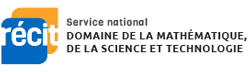 récit
Service national
DOMAINE DE LA MATHÉMATIQUE,
DE LA SCIENCE ET TECHNOLOGIE